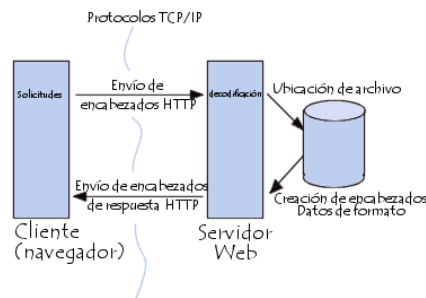 Protocolos TCP/IP
Solicitudes
Envío de
encabezados HTTP
decodificación
Ubicación de archivo
Envío de encabezados
de respuesta HTTP
Creación de encabezados
Datos de formato
Cliente
(navegador)
Servidor
Web